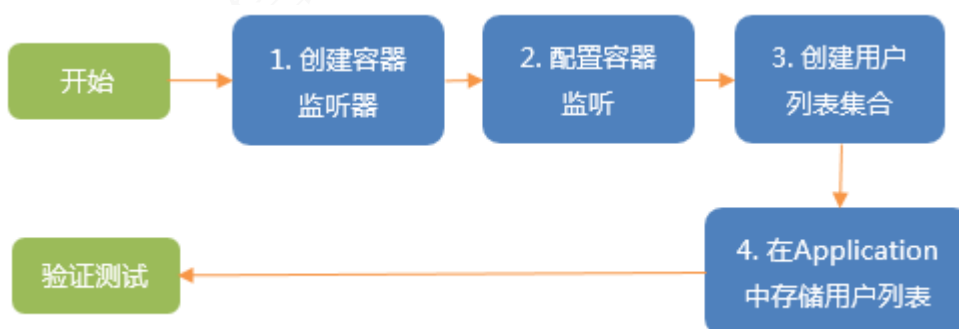 开始
1. 创建容器
监听器
2. 配置容器
监听
3. 创建用户
列表集合
4. 在Application
中存储用户列表
验证测试